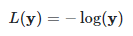 L(𝐲) = −log(𝐲)